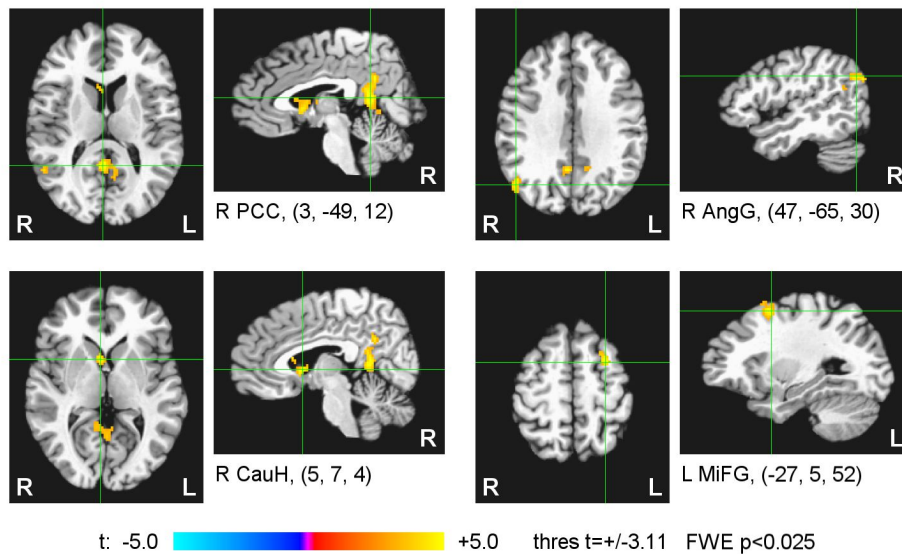 R L
R
R PCC, (3, -49, 12)
R L
R
R AngG, (47, -65, 30)
R L
R
R CauH, (5, 7, 4)
R L
L
L MiFG, (-27, 5, 52)
t: -5.0 +5.0 thres t=+/-3.11 FWE p<0.025